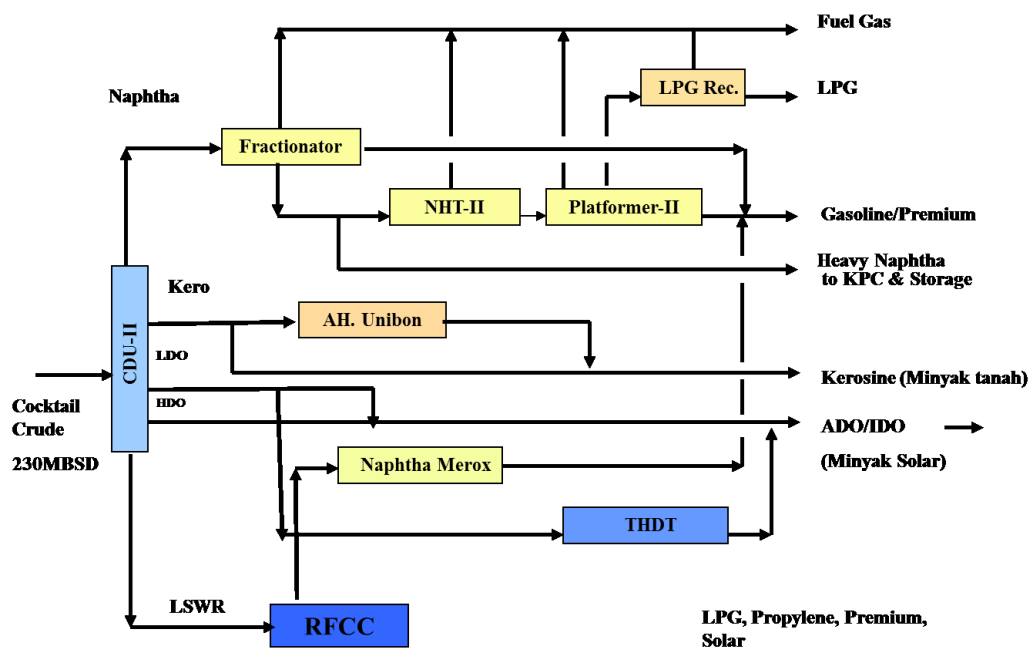 Fuel Gas
LPG Rec.
LPG
Naphtha
Fractionator
NHT-II
Platformer-II
Gasoline/Premium
Heavy Naphtha
to KPC & Storage
Kero
AH. Unibon
CDU-II
LDO
Kerosine (Minyak tanah)
HDO
Cocktail
Crude
230MBSD
ADO/IDO
(Minyak Solar)
Naphtha Merox
THDT
LSWR
RFCC
LPG, Propylene, Premium,
Solar